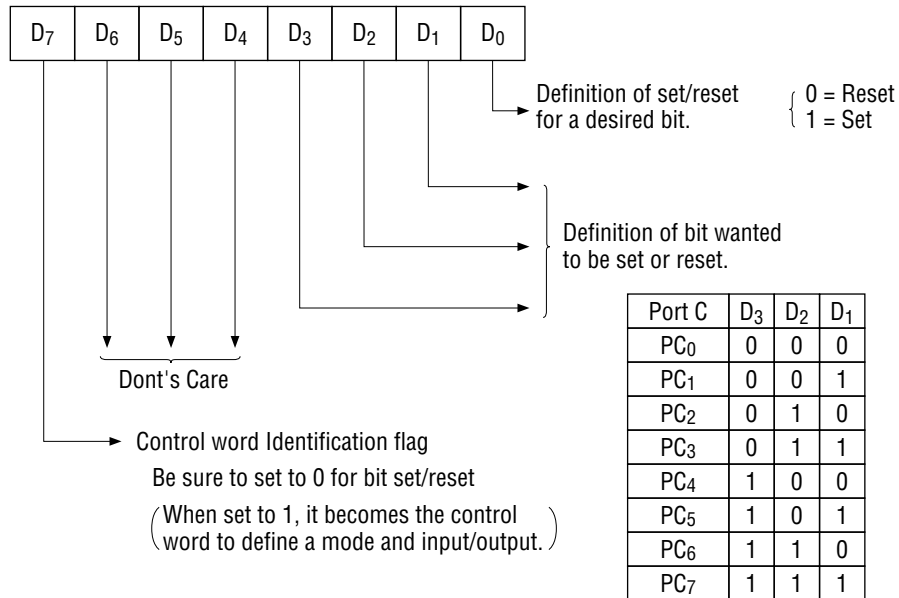 D7 D6 D5 D4 D3 D2 D1 D0
Definition of set/reset
for a desired bit.
0 = Reset
1 = Set
Definition of bit wanted
to be set or reset.
Dont's Care
Control word Identification flag
Be sure to set to 0 for bit set/reset
(When set to 1, it becomes the control
word to define a mode and input/output.)
Port C D3 D2 D1
PC0 0 0 0
PC1 0 0 1
PC2 0 1 0
PC3 0 1 1
PC4 1 0 0
PC5 1 0 1
PC6 1 1 0
PC7 1 1 1